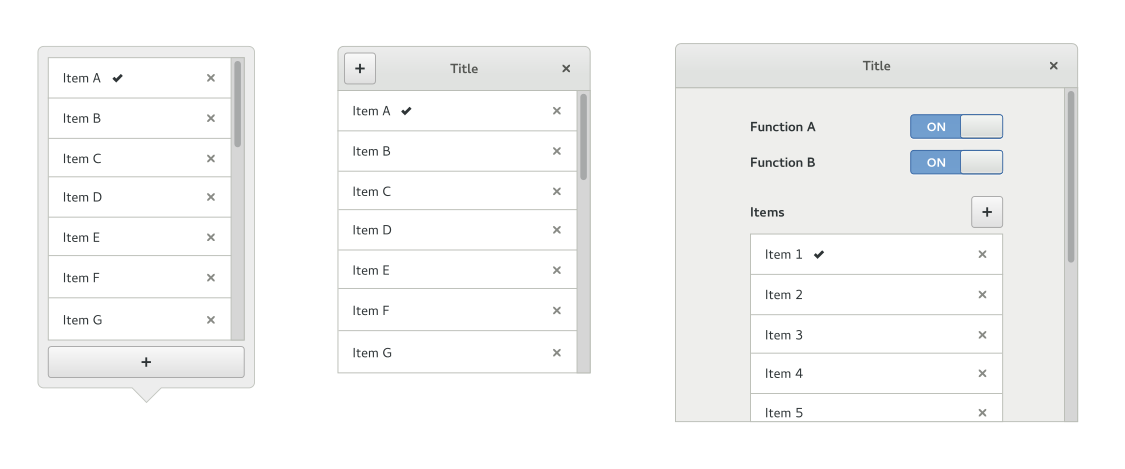 Item A
Item B
Item C
Item D
Item E
Item F
Item G
Title
Item A
Item B
Item C
Item D
Item E
Item F
Item G
Title
Function A ON
Function B ON
Items
Item 1
Item 2
Item 3
Item 4
Item 5